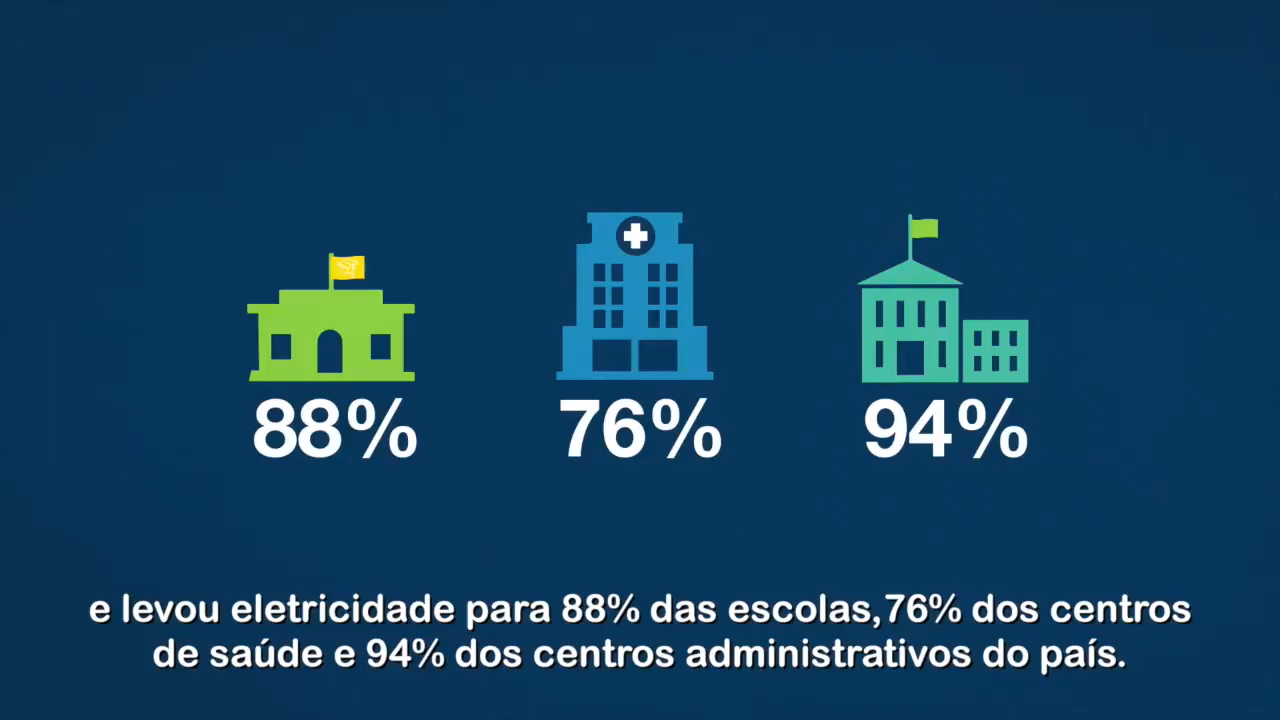 88%
76%
94%
e levou eletricidade para 88% das escolas,76% dos centros
de saúde e 94% dos centros administrativos do país.